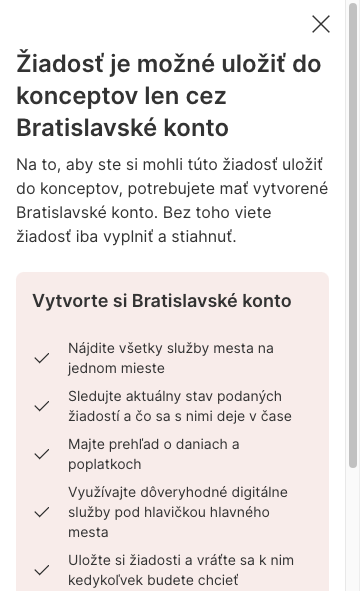 Žiadosť je možné uložiť do
konceptov len cez
Bratislavské konto
Na to, aby ste si mohli túto žiadosť uložiť
do konceptov, potrebujete mať vytvorené
Bratislavské konto. Bez toho viete
žiadosť iba vyplniť a stiahnuť.
Vytvorte si Bratislavské konto
Nájdite všetky služby mesta na
jednom mieste
Sledujte aktuálny stav podaných
žiadostí a čo sa s nimi deje v čase
Majte prehľad o daniach a
poplatkoch
Využívajte dôveryhodné digitálne
služby pod hlavičkou hlavného
mesta
Uložte si žiadosti a vráťte sa k nim
kedykoľvek budete chcieť